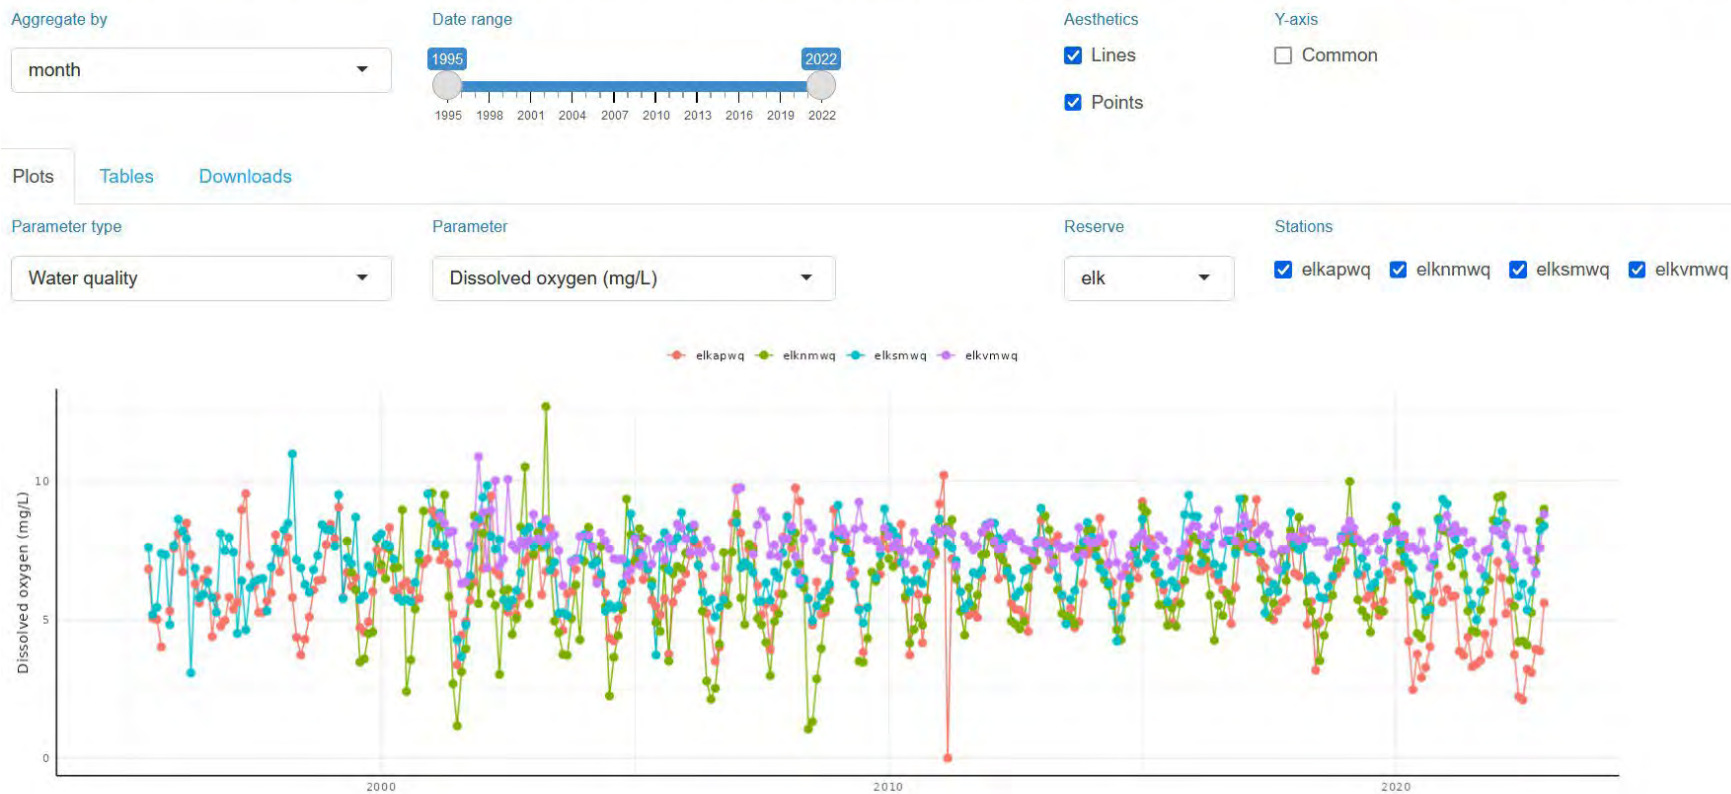 Aggregate by
Date range
Aesthetics
Y-axis
month
1995
2022
Lines
Common
Points
1995 1998 2001 2004 2007 2010 2013 2016 2019 2022
Plots Tables Downloads
Parameter type
Parameter
Reserve
Stations
Water quality
Dissolved oxygen (mg/L)
elk
elkapwq elknmwq elksmwq elkvmwq
elkapwq elknmwq elksmwq elkvmwq
Dissolved oxygen (mg/L)
10
5
0
2000 2010 2020